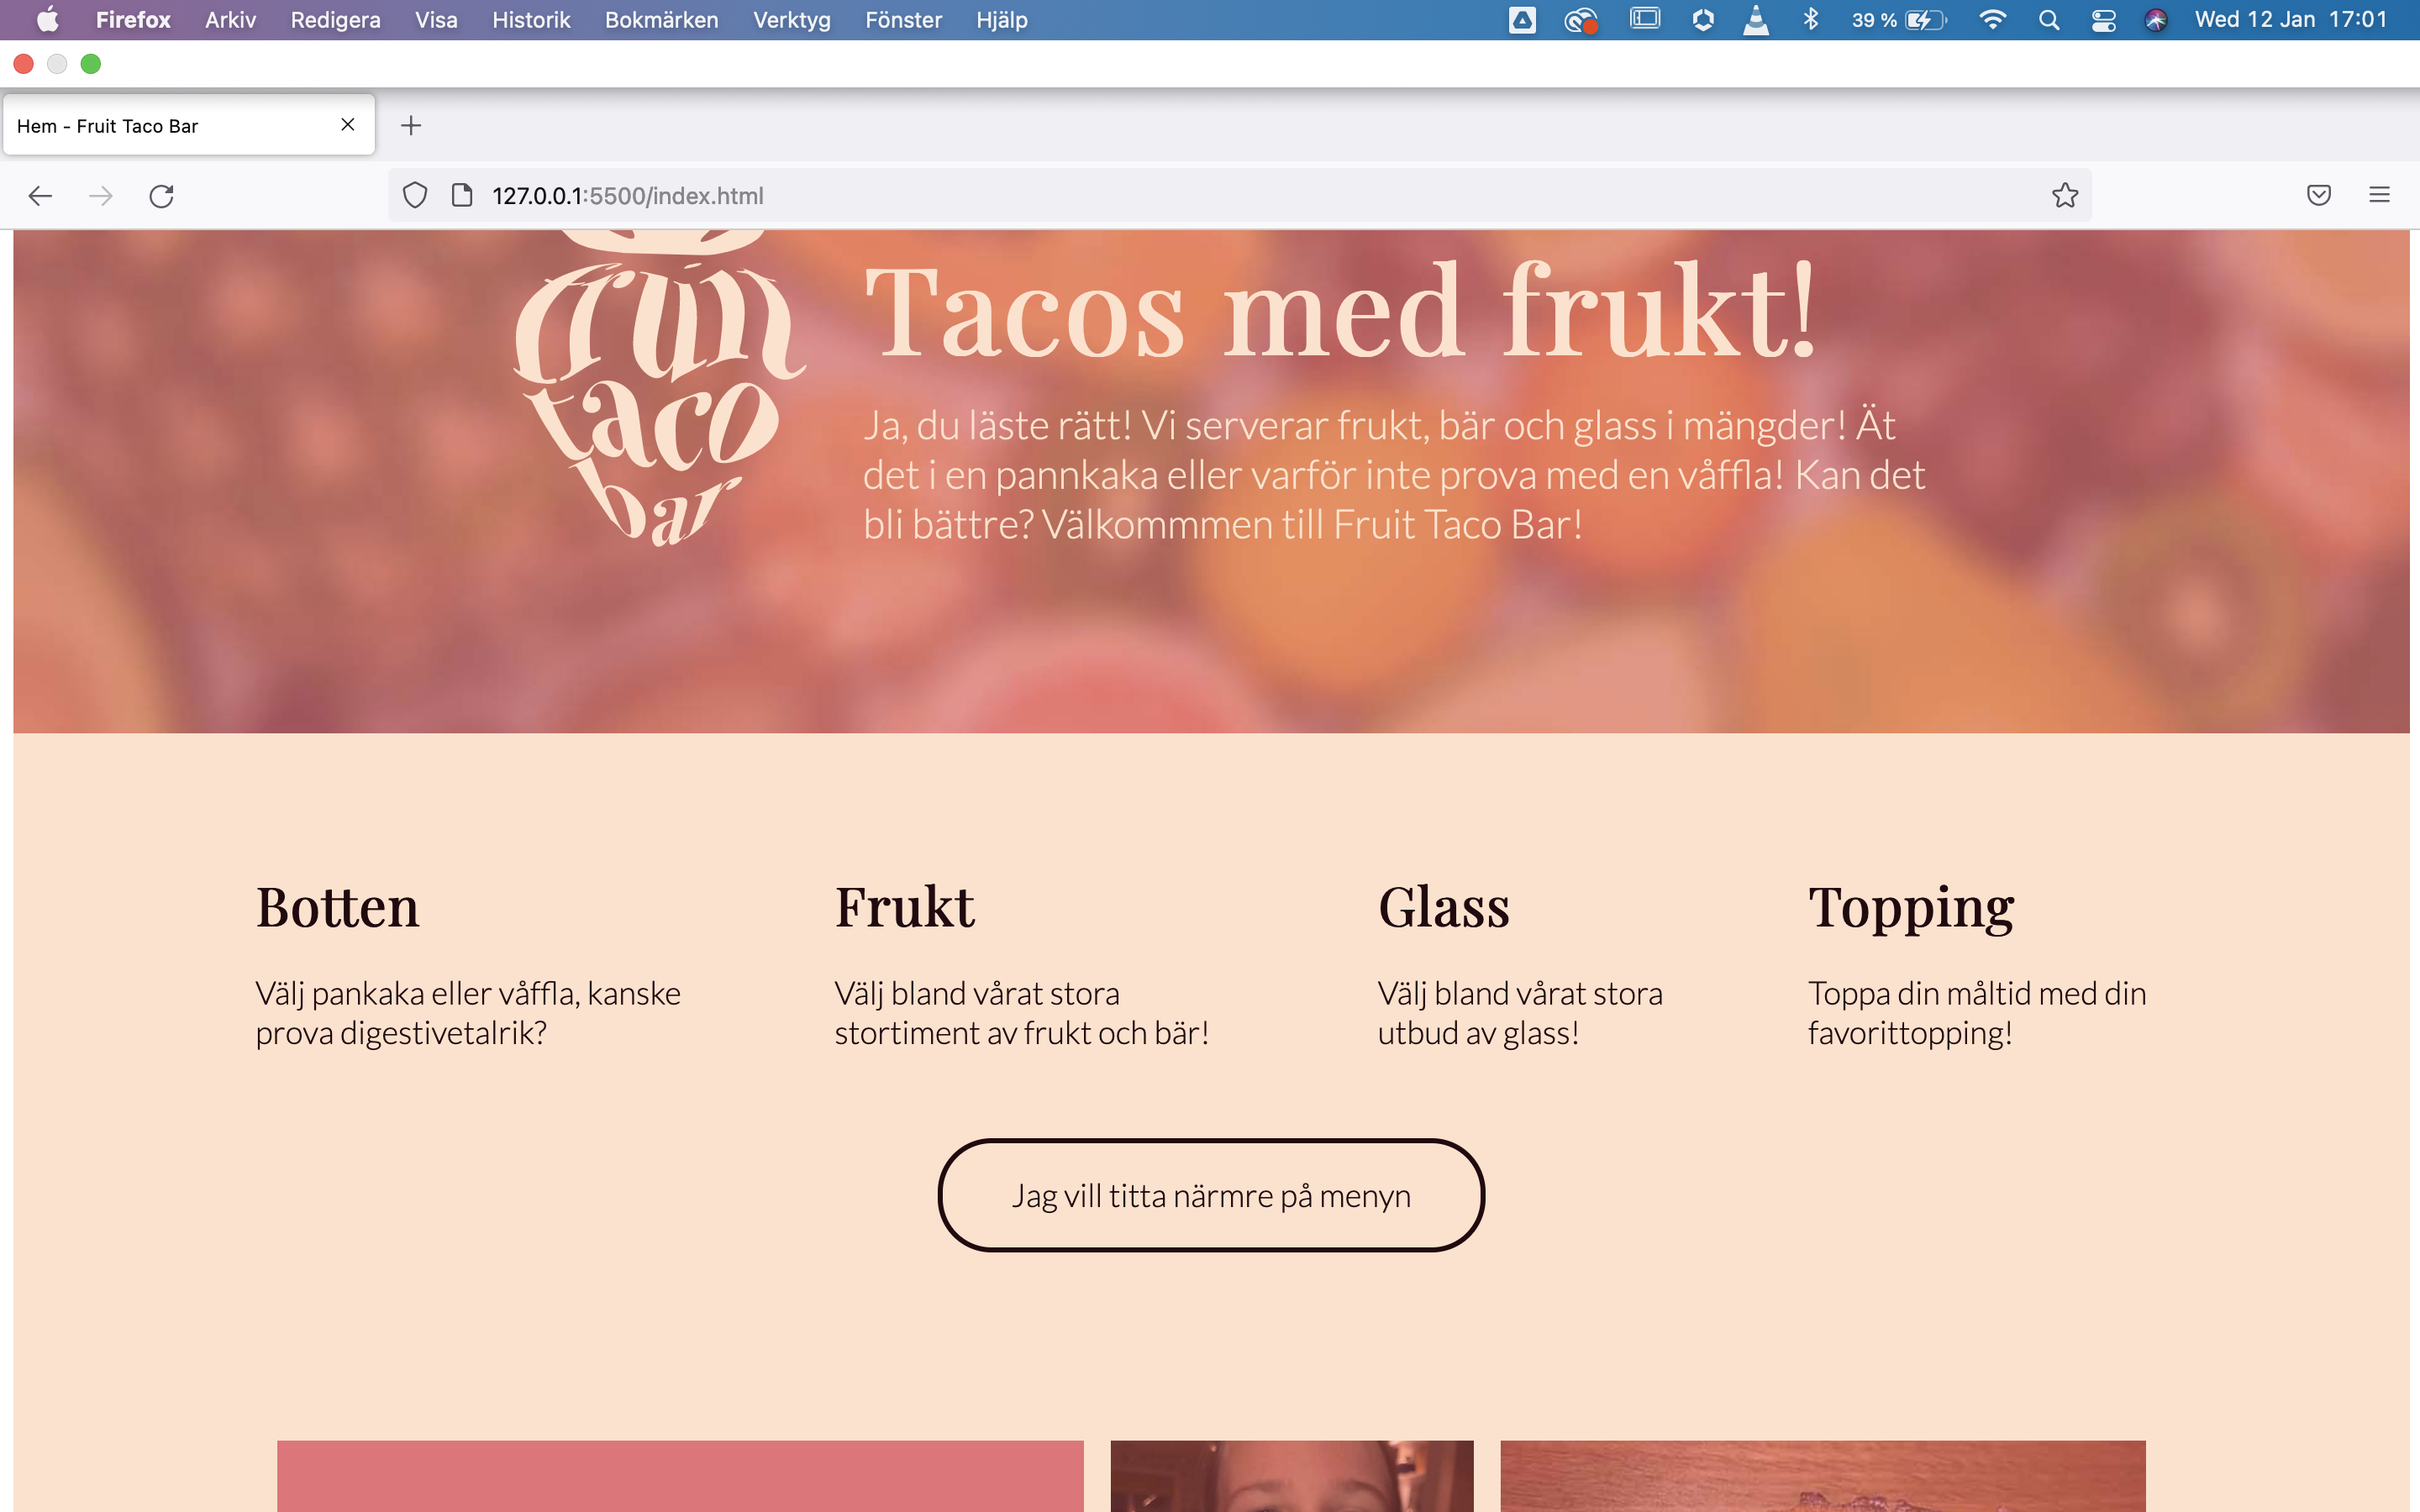 Firefox Arkiv Redigera Visa Historik Bokmärken Verktyg Fönster Hjälp 39 % Wed 12 Jan 17:01
Hem - Fruit Taco Bar
127.0.0.1:5500/index.html
taco
bar
Tacos med frukt!
Ja, du läste rätt! Vi serverar frukt, bär och glass i mängder! Ät
det i en pannkaka eller varför inte prova med en våffla! Kan det
bli bättre? Välkommmen till Fruit Taco Bar!
Botten
Välj pankaka eller våffla, kanske
prova digestivetalrik?
Frukt
Välj bland vårat stora
stortiment av frukt och bär!
Glass
Välj bland vårat stora
utbud av glass!
Topping
Toppa din måltid med din
favorittopping!
Jag vill titta närmre på menyn